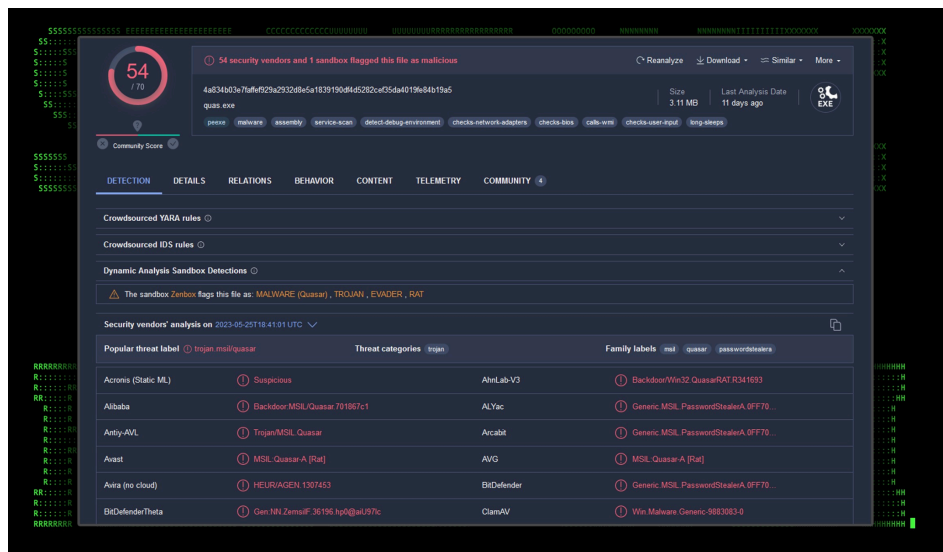 54
/ 70
Community Score
54 security vendors and 1 sandbox flagged this file as malicious
Reanalyze Download Similar More
4a834b03e7faffef929a2932d8e5a1839190df4d5282cef35da4019fe84b19a5
quas.exe
Size
3.11 MB
Last Analysis Date
11 days ago
EXE
peexe malware assembly service-scan detect-debug-environment checks-network-adapters checks-bios calls-wmi checks-user-input long-sleeps
DETECTION DETAILS RELATIONS BEHAVIOR CONTENT TELEMETRY COMMUNITY 4
Crowdsourced YARA rules
Crowdsourced IDS rules
Dynamic Analysis Sandbox Detections
The sandbox Zenbox flags this file as: MALWARE (Quasar) , TROJAN , EVADER , RAT
Security vendors' analysis on 2023-05-25T18:41:01 UTC
Popular threat label trojan.msil/quasar Threat categories trojan Family labels msil quasar passwordstealera
Acronis (Static ML) Suspicious AhnLab-V3 Backdoor/Win32.QuasarRAT.R341693
Alibaba Backdoor:MSIL/Quasar.701867c1 ALYac Generic.MSIL.PasswordStealerA.0FF70...
Antiy-AVL Trojan/MSIL.Quasar Arcabit Generic.MSIL.PasswordStealerA.0FF70...
Avast MSIL:Quasar-A [Rat] AVG MSIL:Quasar-A [Rat]
Avira (no cloud) HEUR/AGEN.1307453 BitDefender Generic.MSIL.PasswordStealerA.0FF70...
BitDefenderTheta Gen:NN.ZemsilF.36196.hp0@aiU97lc ClamAV Win.Malware.Generic-9883083-0